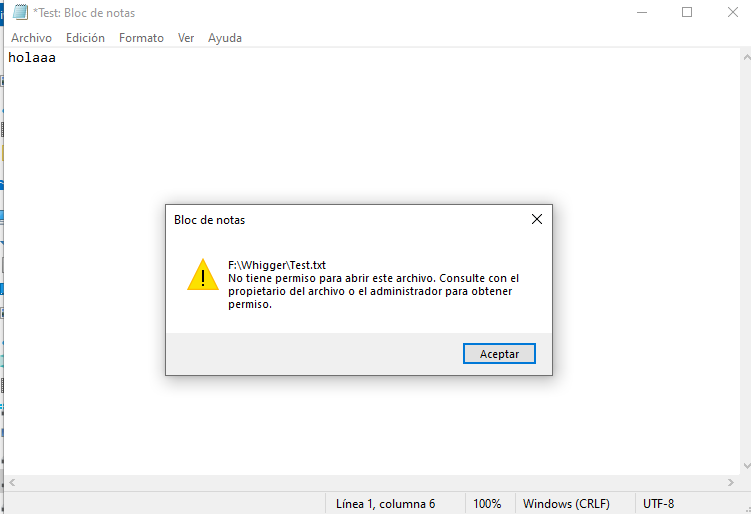 *Test: Bloc de notas
Archivo Edición Formato Ver Ayuda
holaaa
Bloc de notas
F:\Whigger\Test.txt
No tiene permiso para abrir este archivo. Consulte con el
propietario del archivo o el administrador para obtener
permiso.
Aceptar
Línea 1, columna 6 100% Windows (CRLF) UTF-8